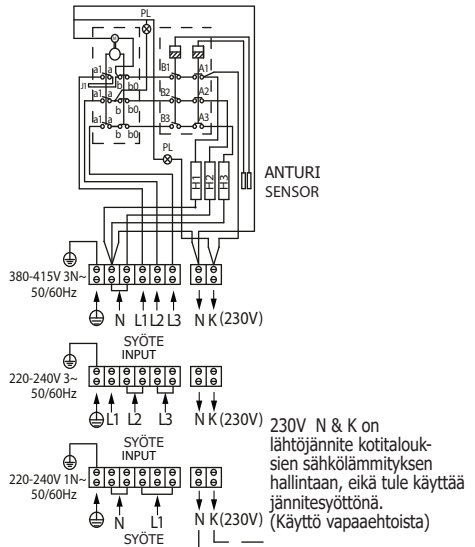 PL
a1 a b b0
J1
a1 a b b0
a1 a b b0
B1 A1
B2 A2
B3 A3
PL
H1 H2 H3
ANTURI
SENSOR
380-415V 3N~
50/60Hz
N L1 L2 L3 N K (230V)
SYÖTE
INPUT
220-240V 3~
50/60Hz
L1 L2 L3 N K (230V)
SYÖTE
INPUT
220-240V 1N~
50/60Hz
N L1 N K (230V)
SYÖTE
230V N & K on
lähtöjännite kotitalouk-
sien sähkölämmityksen
hallintaan, eikä tule käyttää
jännitesyöttönä.
(Käyttö vapaaehtoista)